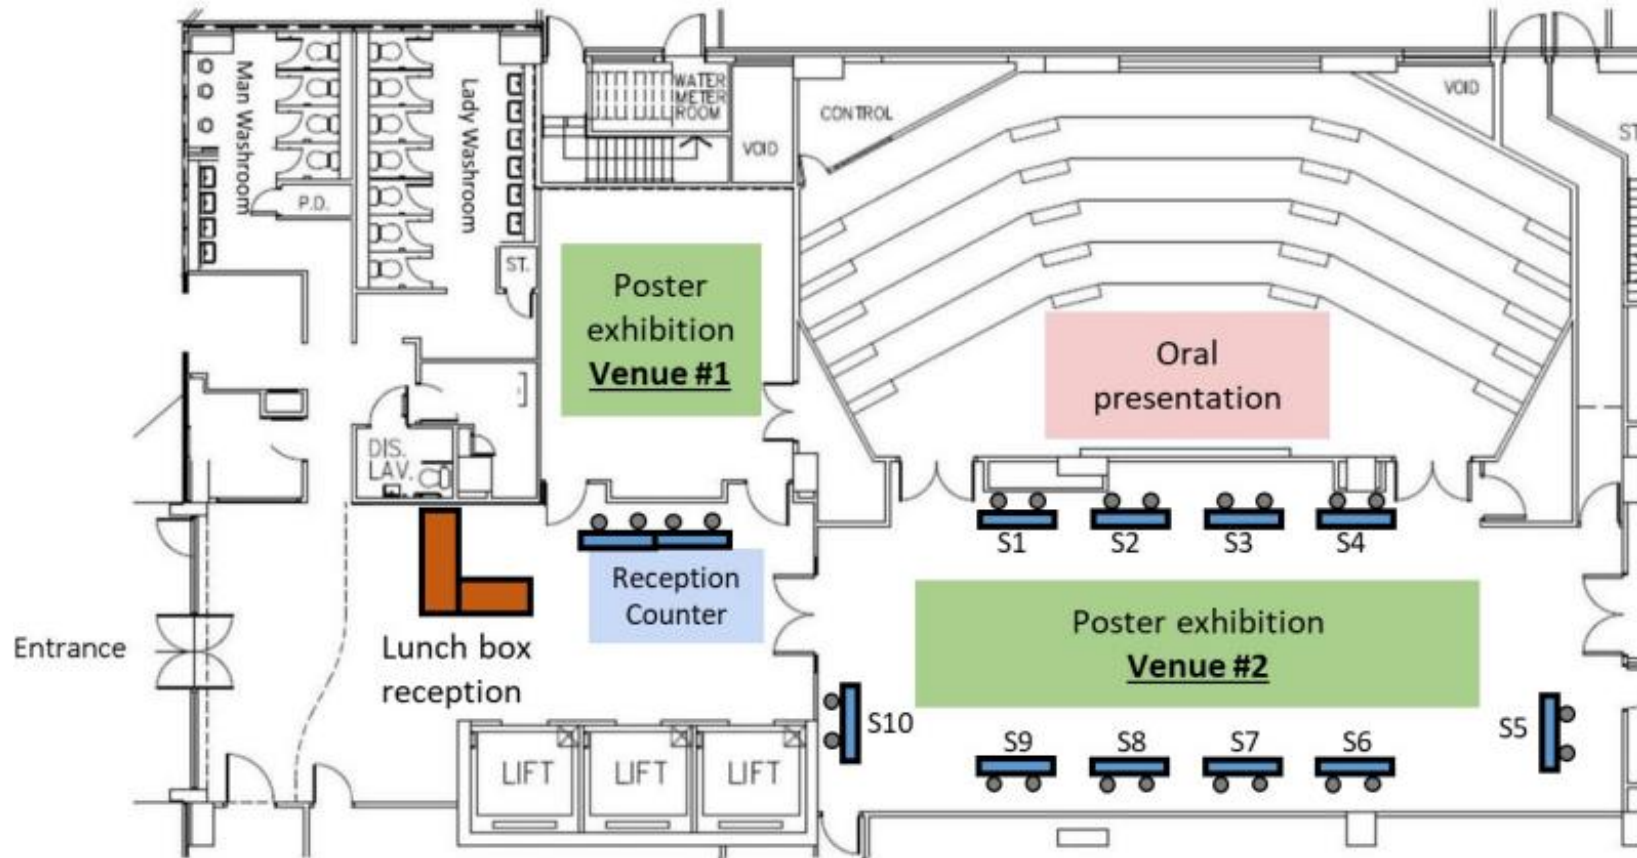 Man Washroom
Lady Washroom
P.D.
ST.
WATER
METER
ROOM
VOID
CONTROL
VOID
ST.
Poster
exhibition
Venue #1
Oral
presentation
DIS.
LAV.
Reception
Counter
S1
S2
S3
S4
Entrance
Lunch box
reception
Poster exhibition
Venue #2
S10
S9
S8
S7
S6
S5
LIFT
LIFT
LIFT